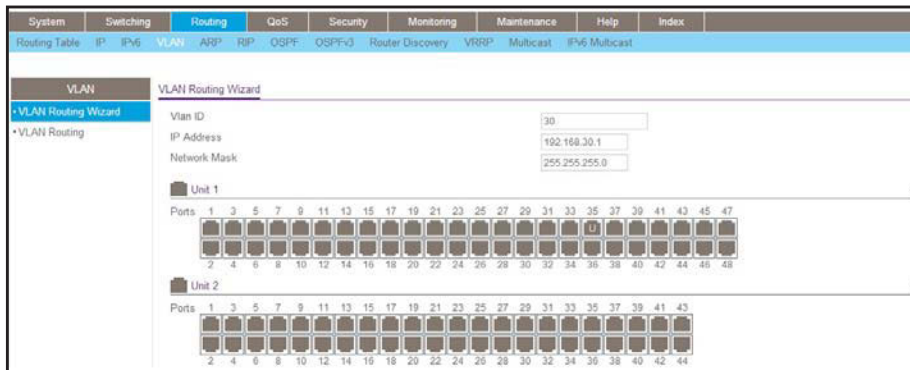 System Switching Routing QoS Security Monitoring Maintenance Help Index
Routing Table IP IPv6 VLAN ARP RIP OSPF OSPFv3 Router Discovery VRRP Multicast IPv6 Multicast
VLAN
VLAN Routing Wizard
VLAN Routing
VLAN Routing Wizard
Vlan ID 30
IP Address 192.168.30.1
Network Mask 255.255.255.0
Unit 1
Ports 1 3 5 7 9 11 13 15 17 19 21 23 25 27 29 31 33 35 37 39 41 43 45 47
U
2 4 6 8 10 12 14 16 18 20 22 24 26 28 30 32 34 36 38 40 42 44 46 48
Unit 2
Ports 1 3 5 7 9 11 13 15 17 19 21 23 25 27 29 31 33 35 37 39 41 43
2 4 6 8 10 12 14 16 18 20 22 24 26 28 30 32 34 36 38 40 42 44